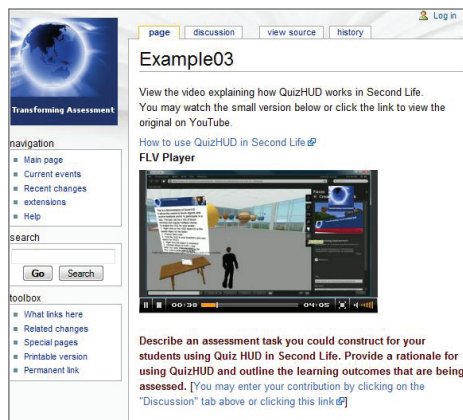 Log in
page
discussion
view source
history
Transforming Assessment
Example03
View the video explaining how QuizHUD works in Second Life.
You may watch the small version below or click the link to view the
original on YouTube.
How to use QuizHUD in Second Life
FLV Player
navigation
Main page
Current events
Recent changes
extensions
Help
search
Go
Search
toolbox
What links here
Related changes
Special pages
Printable version
Permanent link
00:30
04:05
Describe an assessment task you could construct for your
students using Quiz HUD in Second Life. Provide a rationale for
using QuizHUD and outline the learning outcomes that are being
assessed. [You may enter your contribution by clicking on the
"Discussion" tab above or clicking this link]